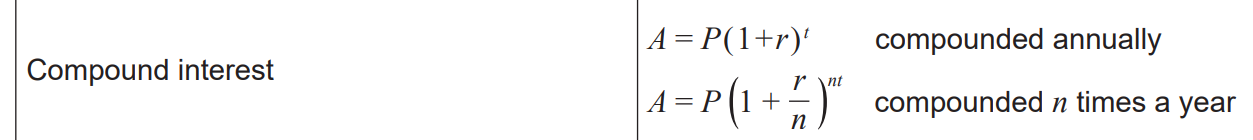 Compound interest
A = P(1+r)^t compounded annually
A = P(1 + r/n)^{nt} compounded n times a year